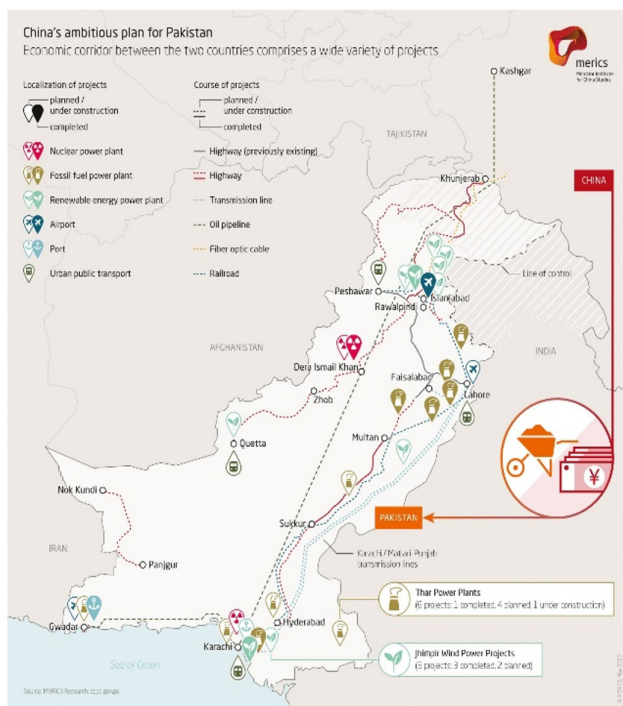 China's ambitious plan for Pakistan
Economic corridor between the two countries comprises a wide variety of projects
merics
Mercator Institute
for China Studies
Localization of projects
planned /
under construction
completed
Nuclear power plant
Fossil fuel power plant
Renewable energy power plant
Airport
Port
Urban public transport
Course of projects
planned /
under construction
completed
Highway (previously existing)
Highway
Transmission line
Oil pipeline
Fiber optic cable
Railroad
Kashgar
TAJIKISTAN
Khunjerab
CHINA
Line of control
Peshawar
Islamabad
Rawalpindi
AFGHANISTAN
INDIA
Dera Ismail Khan
Faisalabad
Lahore
Zhob
Quetta
Multan
Nok Kundi
Sukkur
PAKISTAN
¥
IRAN
Panjgur
Karachi / Matiari-Punjab
transmission lines
Thar Power Plants
(6 projects: 1 completed, 4 planned, 1 under construction)
Gwadar
Hyderabad
Karachi
Jhimpir Wind Power Projects
(5 projects: 3 completed, 2 planned)
Sea of Oman
Source: MERICS Research;